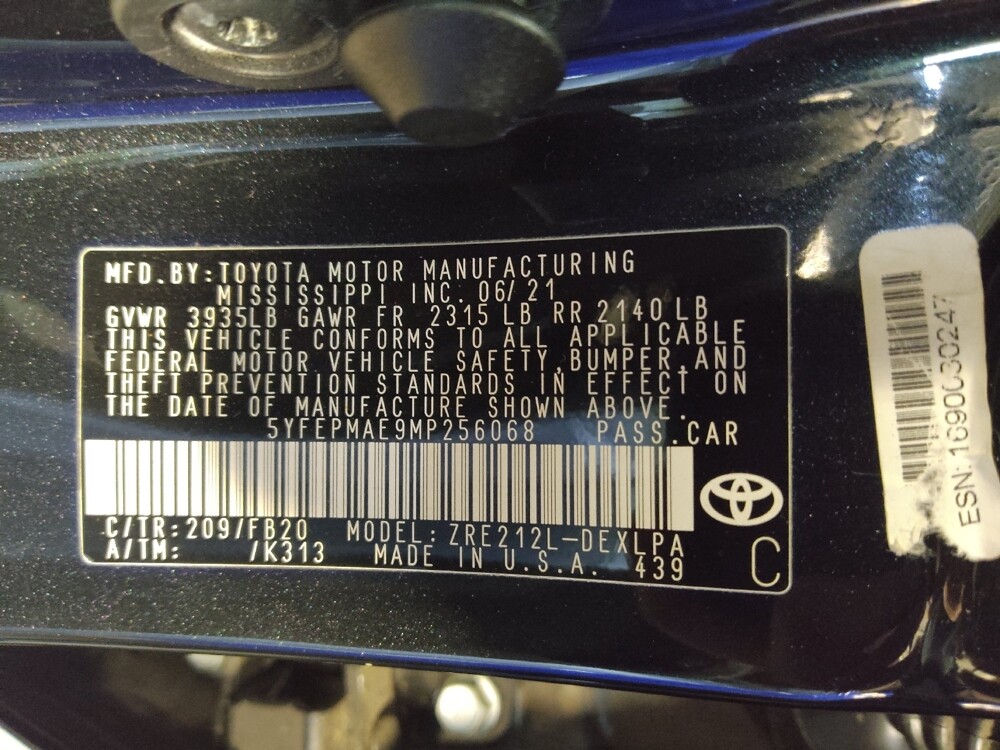 MFD.BY:TOYOTA MOTOR MANUFACTURING
MISSISSIPPI, INC. 06/21
GVWR 3935LB GAWR FR 2315 LB RR 2140 LB
THIS VEHICLE CONFORMS TO ALL APPLICABLE
FEDERAL MOTOR VEHICLE SAFETY,BUMPER,AND
THEFT PREVENTION STANDARDS IN EFFECT ON
THE DATE OF MANUFACTURE SHOWN ABOVE.
5YFEPMAE9MP256068 PASS.CAR
C/TR:209/FB20 MODEL:ZRE212L-DEXLPA
A/TM: /K313 MADE IN U.S.A. 439
C
ESN: